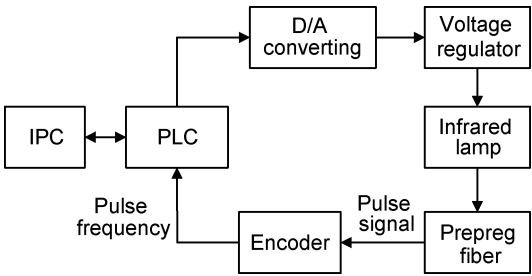 D/A
converting
Voltage
regulator
IPC
PLC
Infrared
lamp
Pulse
frequency
Encoder
Pulse
signal
Prepreg
fiber